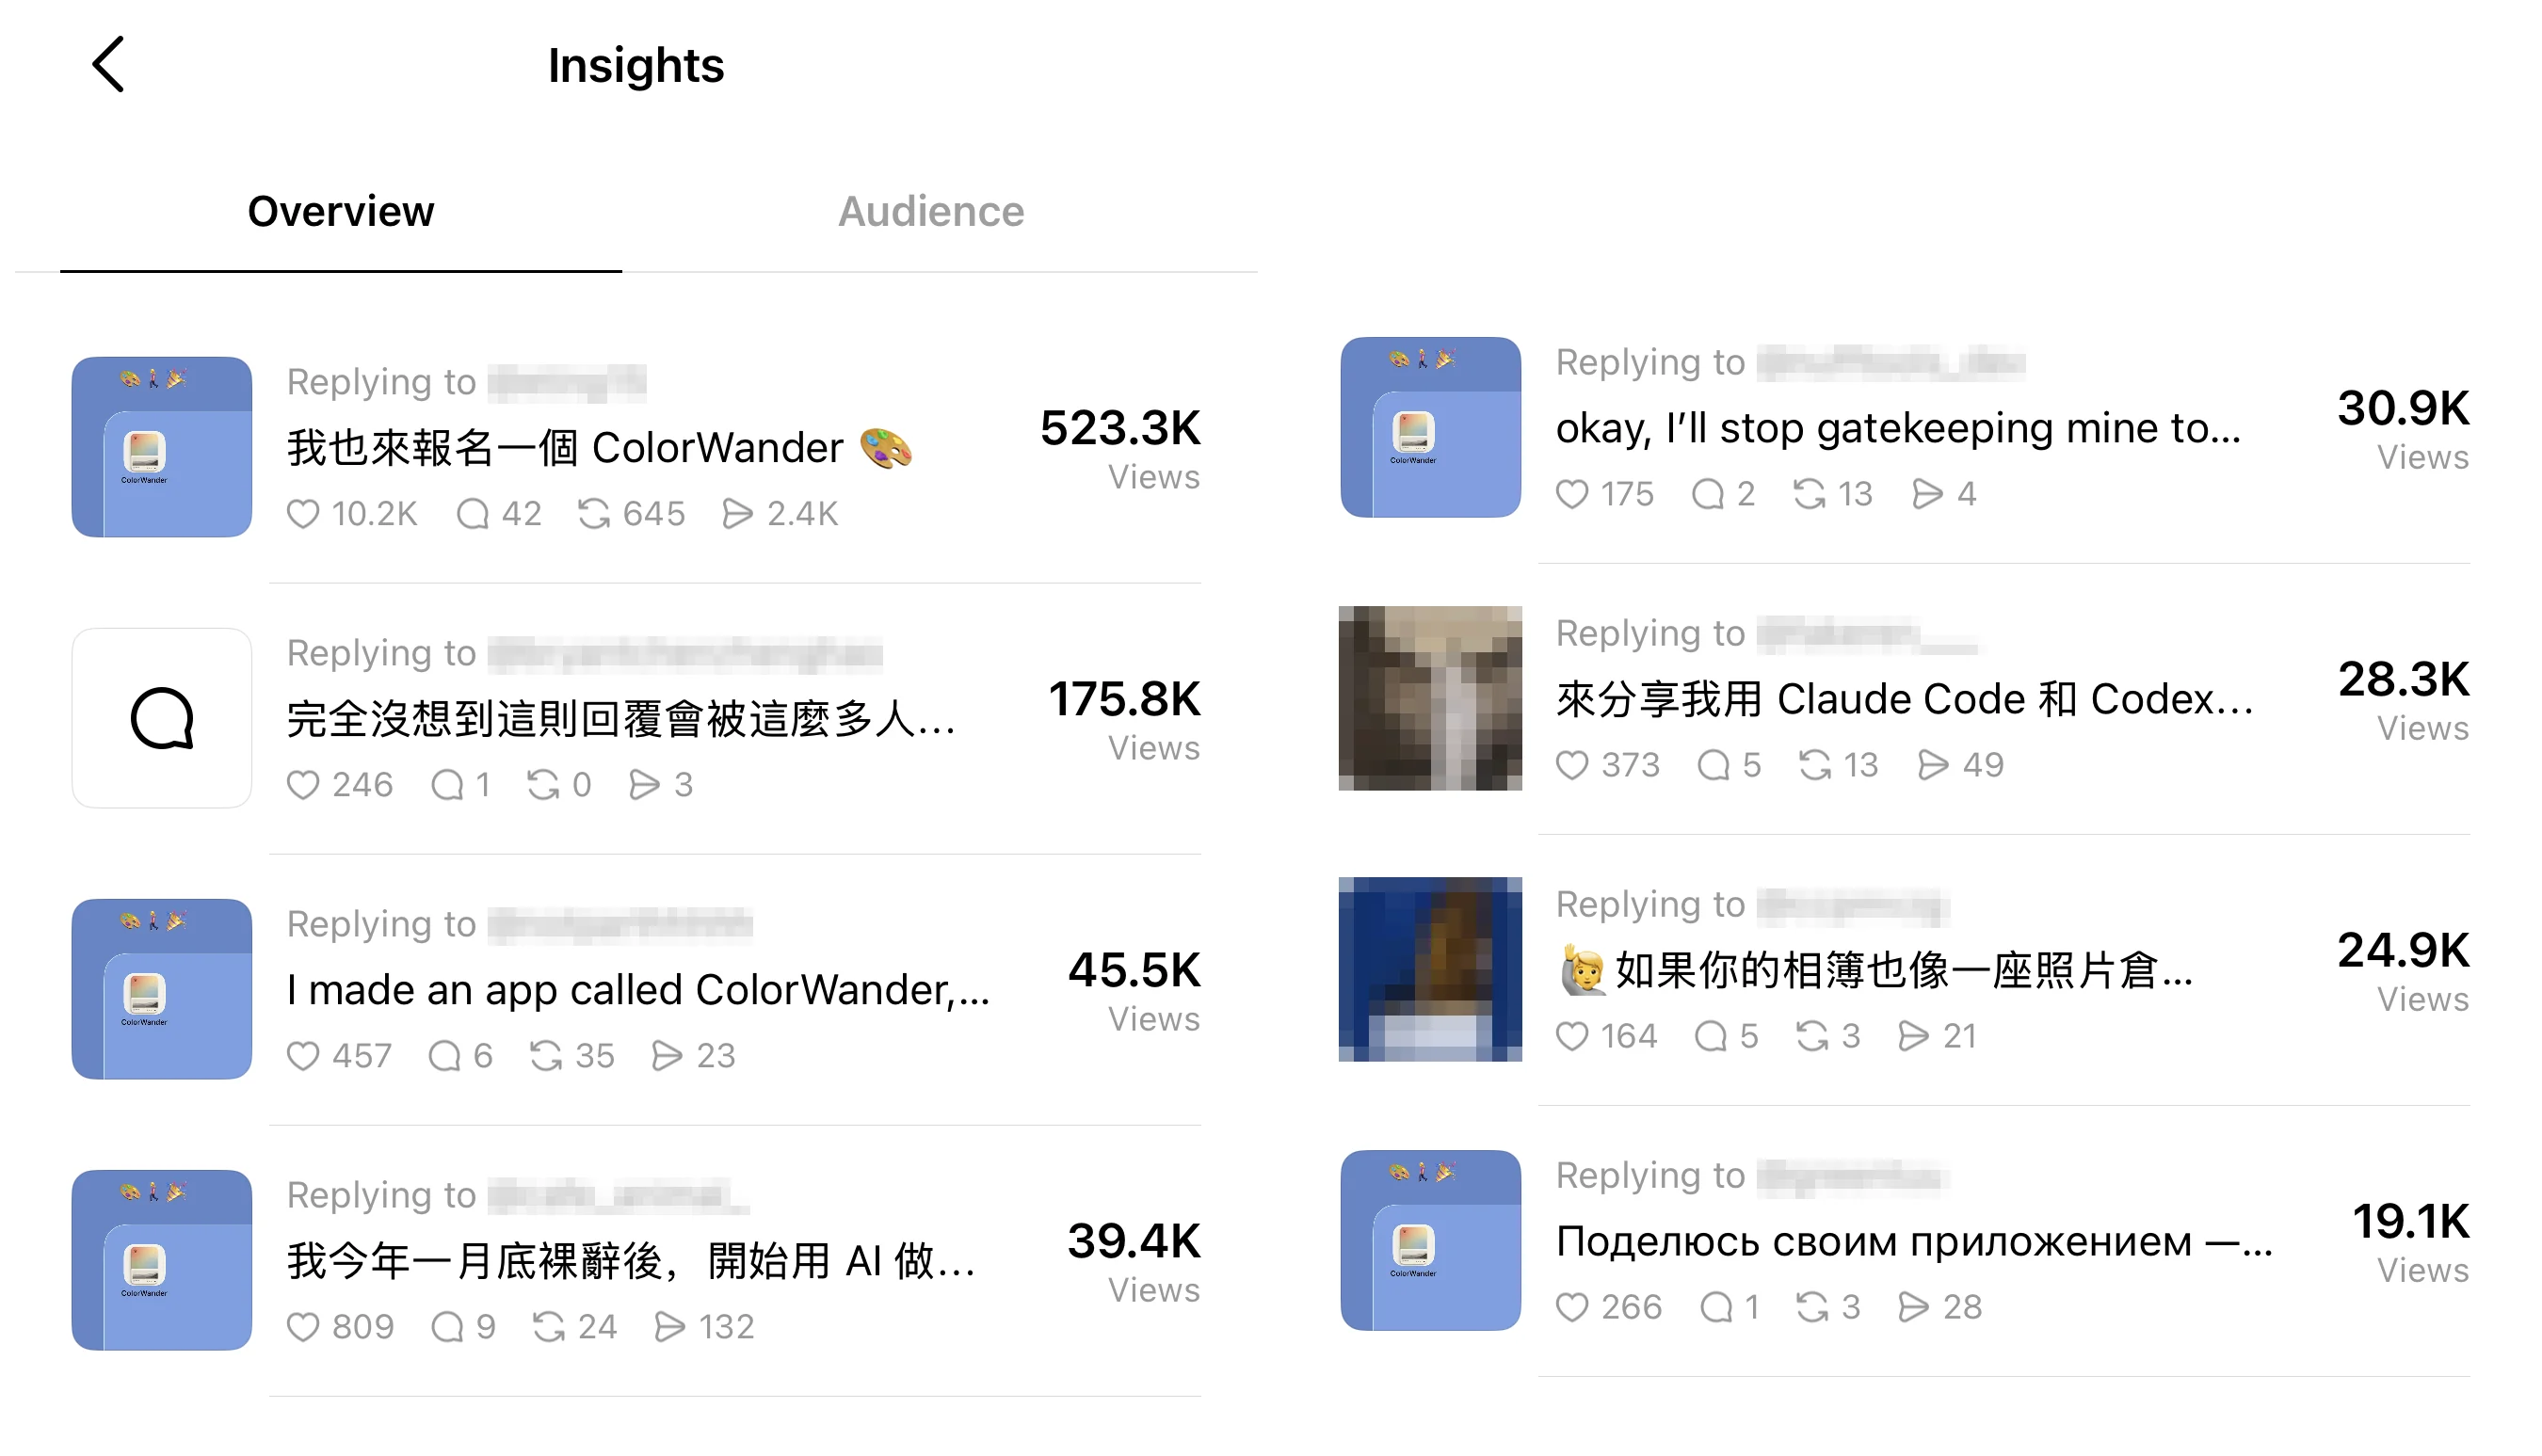 Insights
Overview
Audience
ColorWander
Replying to
我也來報名一個 ColorWander 🎨
10.2K 42 645 2.4K
523.3K
Views
Replying to
完全沒想到這則回覆會被這麼多人...
246 1 0 3
175.8K
Views
ColorWander
Replying to
I made an app called ColorWander,...
457 6 35 23
45.5K
Views
ColorWander
Replying to
我今年一月底裸辭後，開始用 AI 做...
809 9 24 132
39.4K
Views
ColorWander
Replying to
okay, I’ll stop gatekeeping mine to...
175 2 13 4
30.9K
Views
Replying to
來分享我用 Claude Code 和 Codex...
373 5 13 49
28.3K
Views
Replying to
🙋如果你的相簿也像一座照片倉...
164 5 3 21
24.9K
Views
ColorWander
Replying to
Поделюсь своим приложением —...
266 1 3 28
19.1K
Views